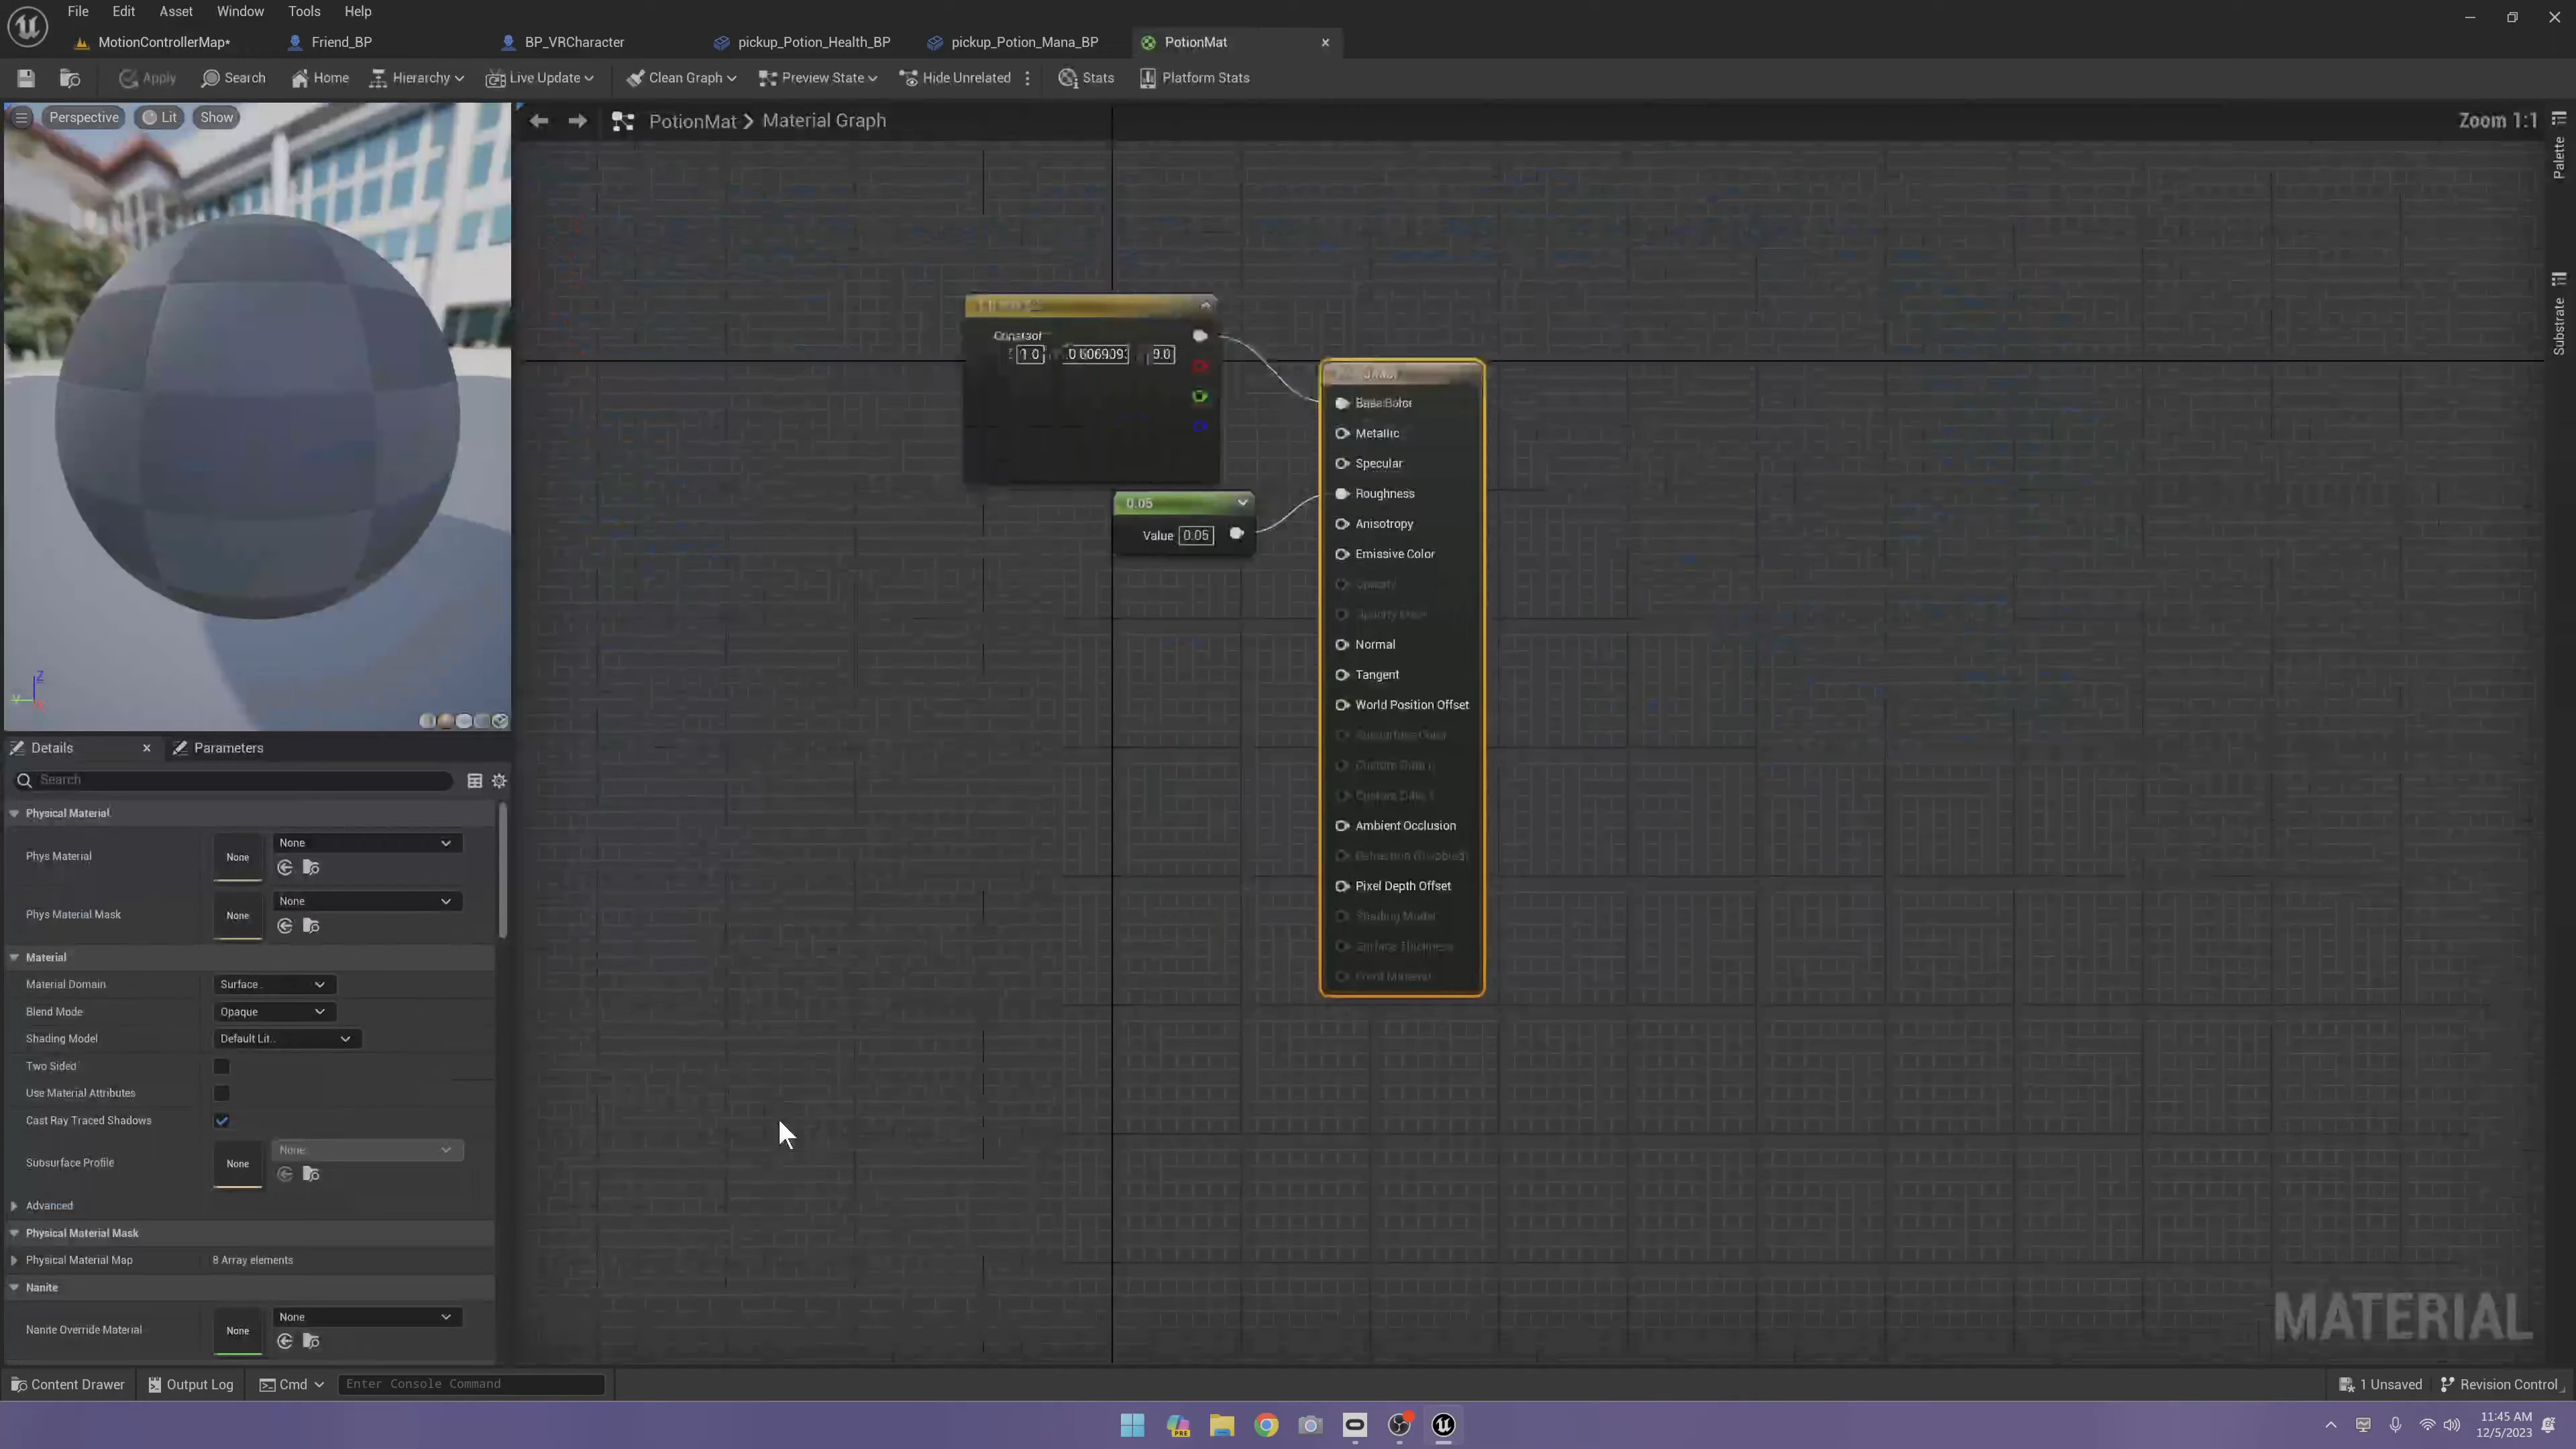 File Edit Asset Window Tools Help
MotionControllerMap* Friend_BP BP_VRCharacter pickup_Potion_Health_BP pickup_Potion_Mana_BP PotionMat
Apply Search Home Hierarchy Live Update Clean Graph Preview State Hide Unrelated Stats Platform Stats
Perspective Lit Show
PotionMat > Material Graph
Zoom 1:1
Palette
Substrate
1.0 9.0
Metallic
Specular
0.05
Roughness
Value 0.05
Anisotropy
Emissive Color
Normal
Tangent
World Position Offset
Ambient Occlusion
Pixel Depth Offset
Shading Model
Z
Details Parameters
Search
Physical Material
Phys Material None None
Phys Material Mask None None
Material
Material Domain Surface
Blend Mode Opaque
Shading Model Default Lit..
Two Sided
Use Material Attributes
Cast Ray Traced Shadows
Subsurface Profile None None
Advanced
Physical Material Mask
Physical Material Map 8 Array elements
Nanite
Nanite Override Material None None
MATERIAL
Content Drawer Output Log Cmd Enter Console Command 1 Unsaved Revision Control
PRE
11:45 AM
12/5/2023